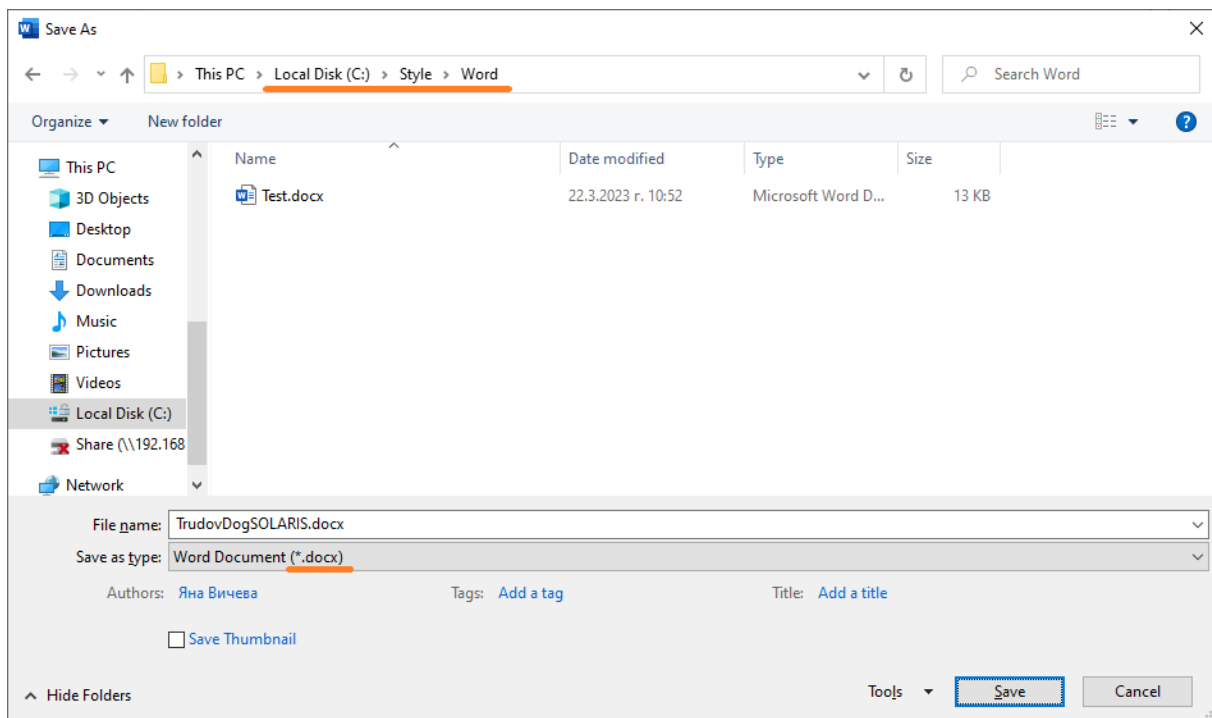 Save As
This PC > Local Disk (C:) > Style > Word
Search Word
Organize
New folder
This PC
3D Objects
Desktop
Documents
Downloads
Music
Pictures
Videos
Local Disk (C:)
Share (\\192.168
Network
Name Date modified Type Size
Test.docx 22.3.2023 г. 10:52 Microsoft Word D... 13 KB
File name: TrudovDogSOLARIS.docx
Save as type: Word Document (*.docx)
Authors: Яна Вичева Tags: Add a tag Title: Add a title
Save Thumbnail
Hide Folders Tools Save Cancel